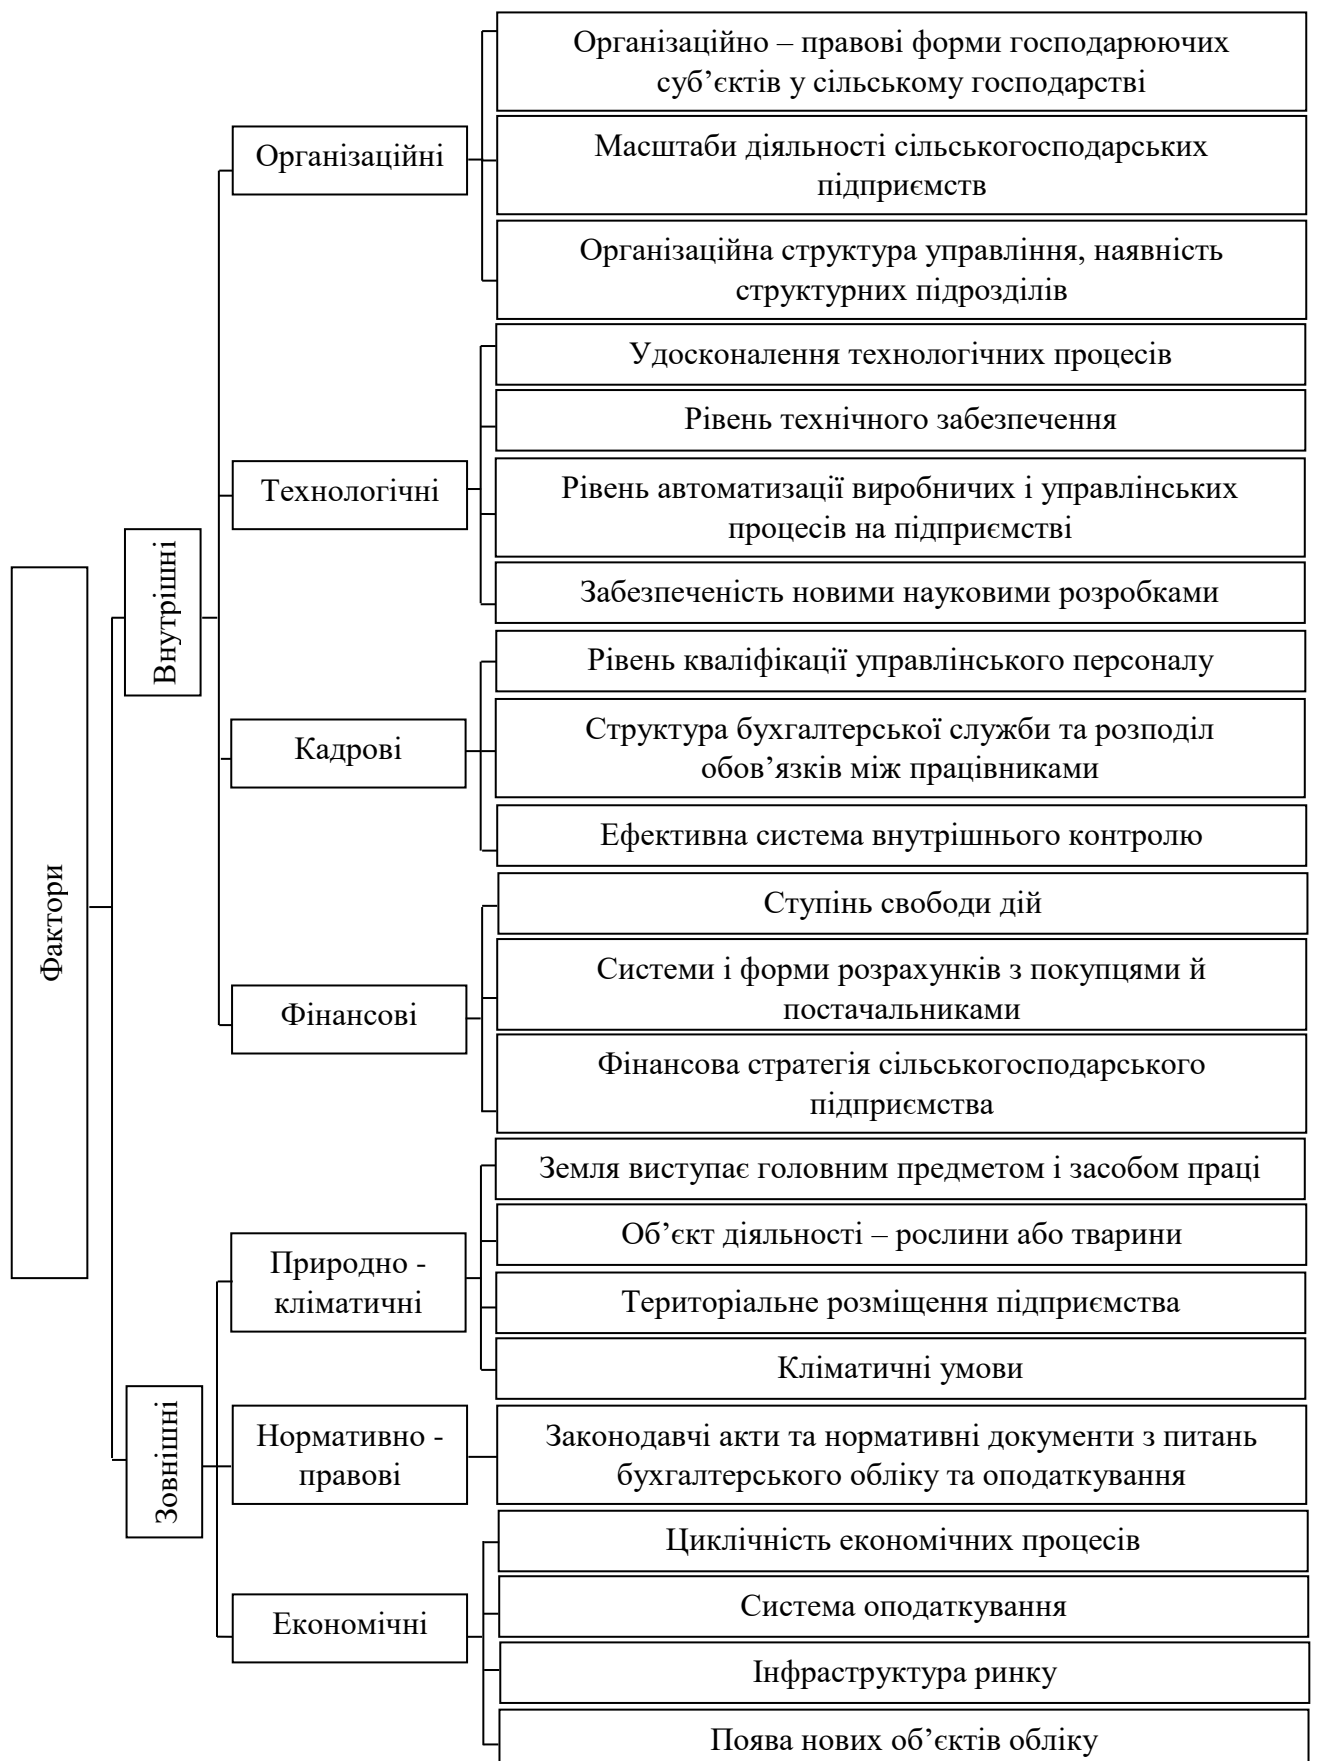 Фактори
Внутрішні
Організаційні
Організаційно – правові форми господарюючих
суб’єктів у сільському господарстві
Масштаби діяльності сільськогосподарських
підприємств
Організаційна структура управління, наявність
структурних підрозділів
Технологічні
Удосконалення технологічних процесів
Рівень технічного забезпечення
Рівень автоматизації виробничих і управлінських
процесів на підприємстві
Забезпеченість новими науковими розробками
Кадрові
Рівень кваліфікації управлінського персоналу
Структура бухгалтерської служби та розподіл
обов’язків між працівниками
Ефективна система внутрішнього контролю
Фінансові
Ступінь свободи дій
Системи і форми розрахунків з покупцями й
постачальниками
Фінансова стратегія сільськогосподарського
підприємства
Зовнішні
Природно -
кліматичні
Земля виступає головним предметом і засобом праці
Об’єкт діяльності – рослини або тварини
Територіальне розміщення підприємства
Кліматичні умови
Нормативно -
правові
Законодавчі акти та нормативні документи з питань
бухгалтерського обліку та оподаткування
Економічні
Циклічність економічних процесів
Система оподаткування
Інфраструктура ринку
Поява нових об’єктів обліку